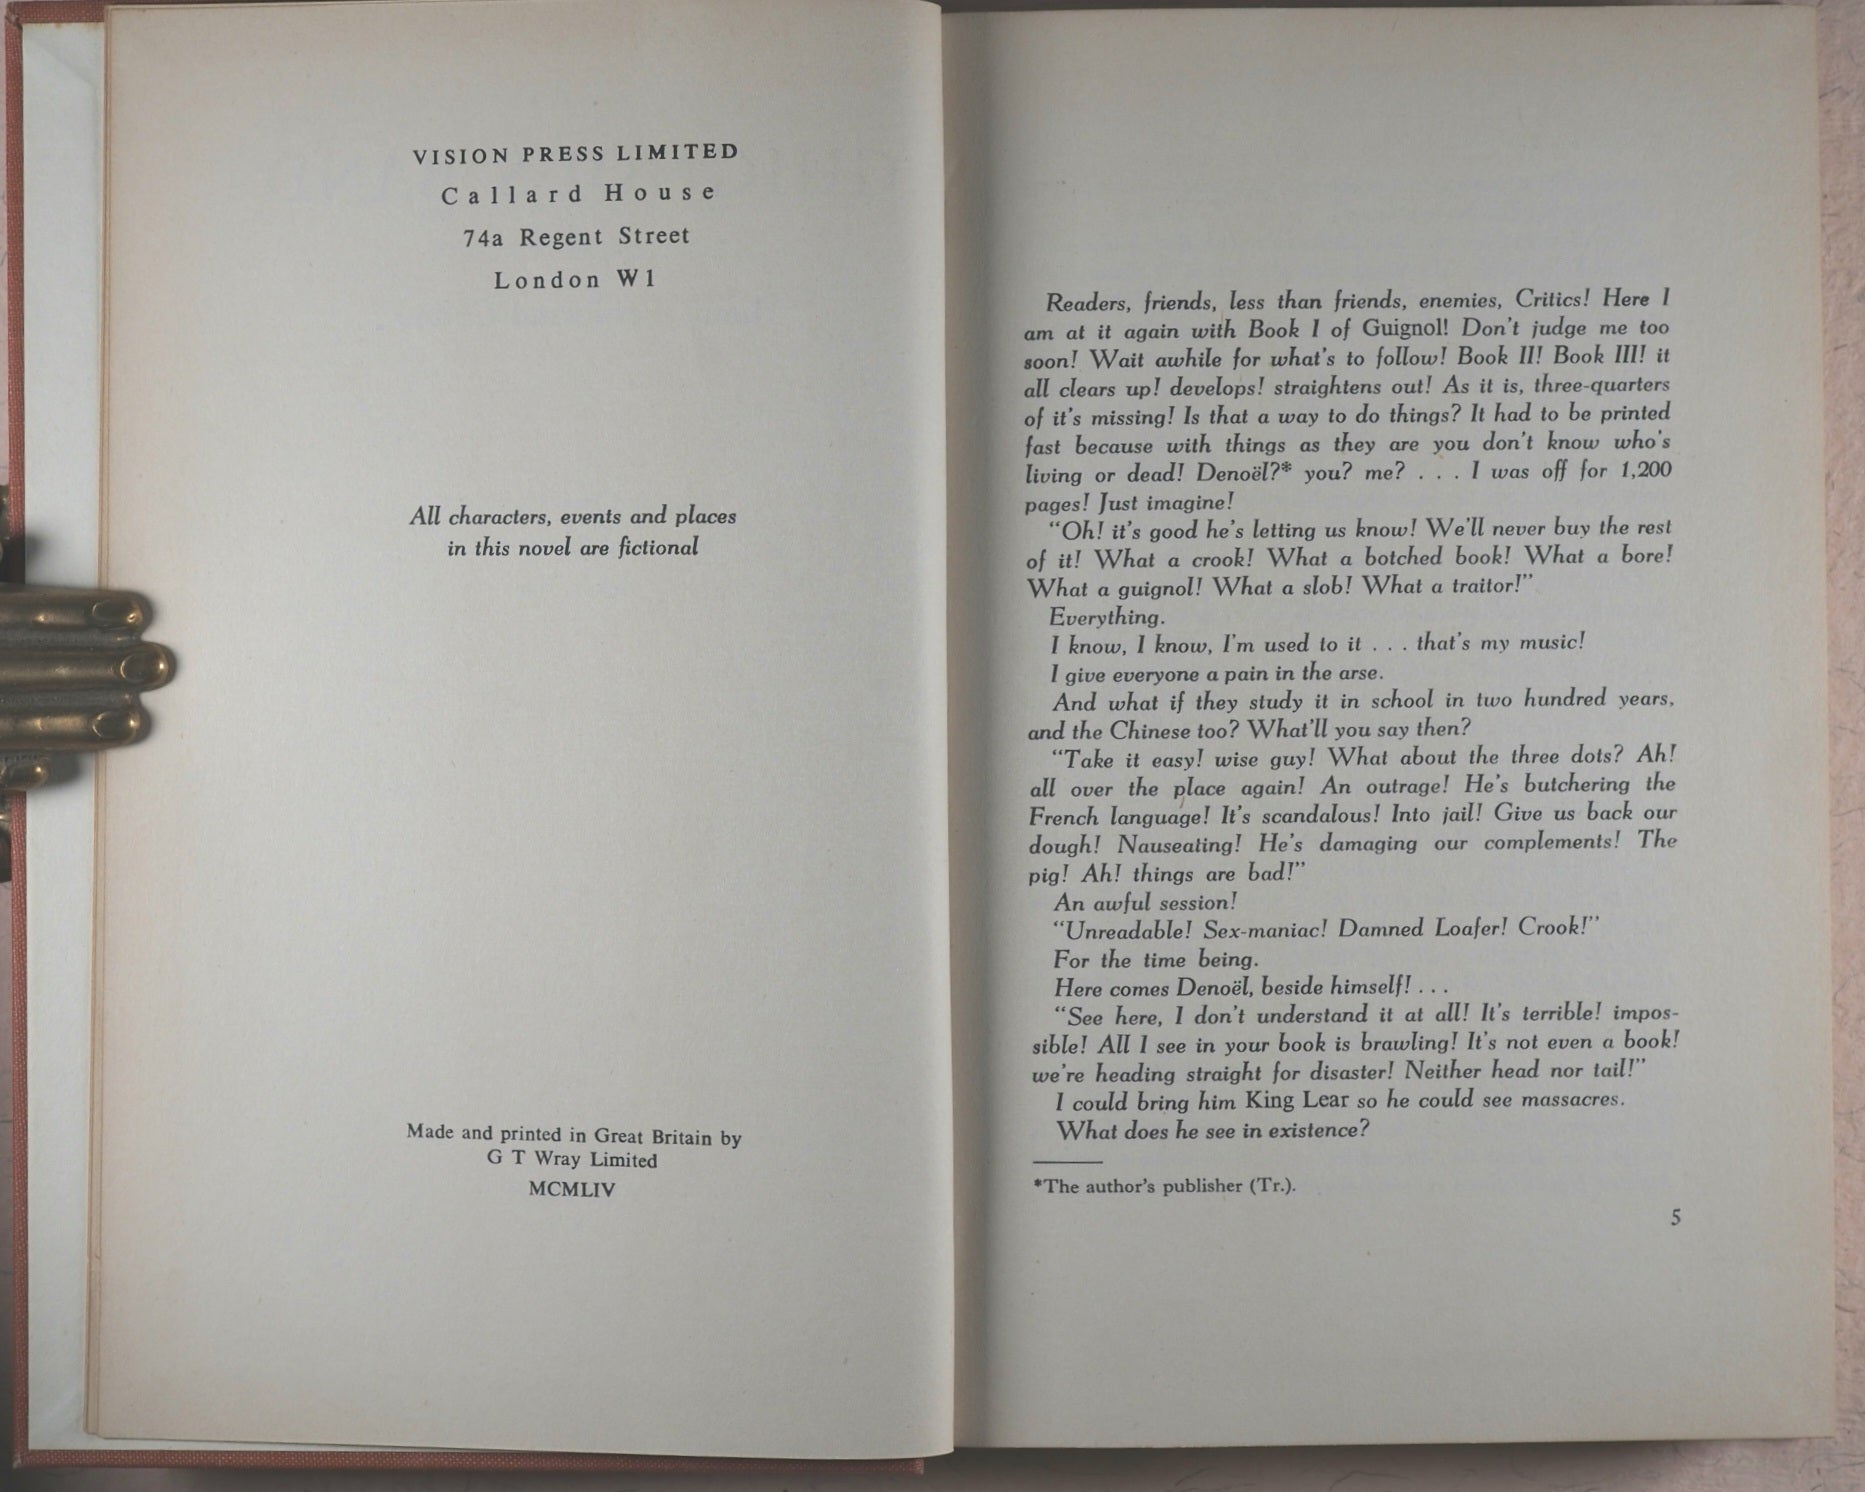 VISION PRESS LIMITED
Callard House
74a Regent Street
London W1
All characters, events and places
in this novel are fictional
Made and printed in Great Britain by
G T Wray Limited
MCMLIV
Readers, friends, less than friends, enemies, Critics! Here I
am at it again with Book I of Guignol! Don't judge me too
soon! Wait awhile for what's to follow! Book II! Book III! it
all clears up! develops! straightens out! As it is, three-quarters
of it's missing! Is that a way to do things? It had to be printed
fast because with things as they are you don't know who's
living or dead! Denoël?* you? me? . . . I was off for 1,200
pages! Just imagine!
"Oh! it's good he's letting us know! We'll never buy the rest
of it! What a crook! What a botched book! What a bore!
What a guignol! What a slob! What a traitor!"
Everything.
I know, I know, I'm used to it . . . that's my music!
I give everyone a pain in the arse.
And what if they study it in school in two hundred years,
and the Chinese too? What'll you say then?
"Take it easy! wise guy! What about the three dots? Ah!
all over the place again! An outrage! He's butchering the
French language! It's scandalous! Into jail! Give us back our
dough! Nauseating! He's damaging our complements! The
pig! Ah! things are bad!"
An awful session!
"Unreadable! Sex-maniac! Damned Loafer! Crook!"
For the time being.
Here comes Denoël, beside himself! . . .
"See here, I don't understand it at all! It's terrible! impos-
sible! All I see in your book is brawling! It's not even a book!
we're heading straight for disaster! Neither head nor tail!"
I could bring him King Lear so he could see massacres.
What does he see in existence?
*The author's publisher (Tr.).
5